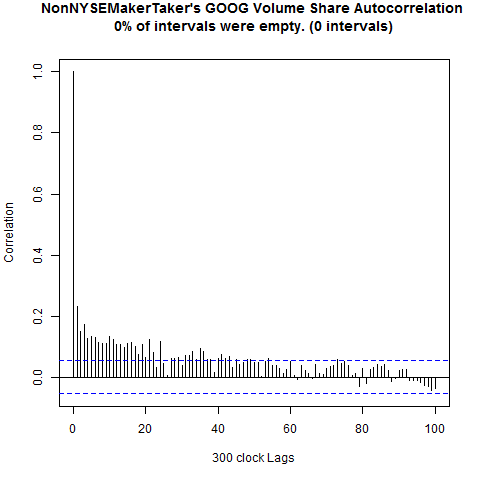 NonNYSEMakerTaker's GOOG Volume Share Autocorrelation
0% of intervals were empty. (0 intervals)
1.0
0.8
0.6
0.4
0.2
0.0
Correlation
0 20 40 60 80 100
300 clock Lags